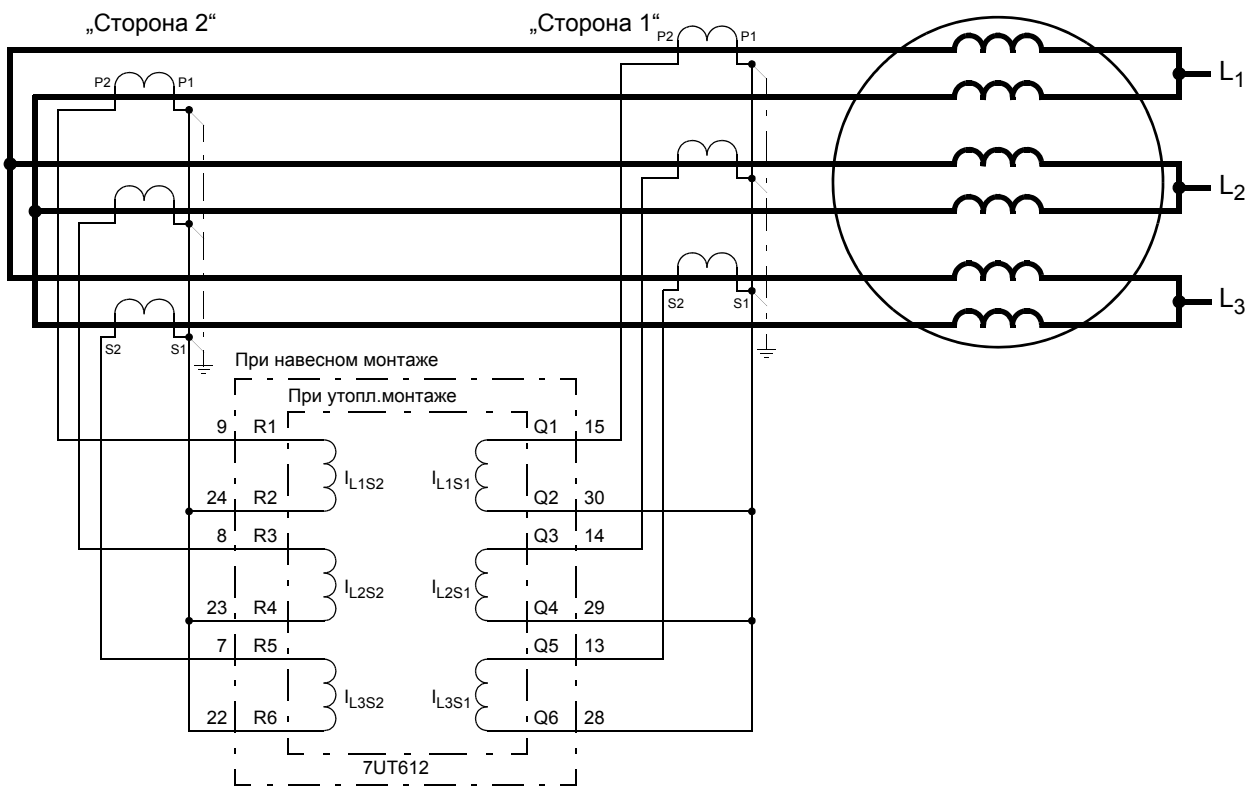 „Сторона 2“
„Сторона 1“
P2 P1
P2 P1
L1
L2
L3
S2 S1
S2 S1
При навесном монтаже
При утопл.монтаже
9 R1 Q1 15
IL1S2 IL1S1
24 R2 Q2 30
8 R3 Q3 14
IL2S2 IL2S1
23 R4 Q4 29
7 R5 Q5 13
IL3S2 IL3S1
22 R6 Q6 28
7UT612